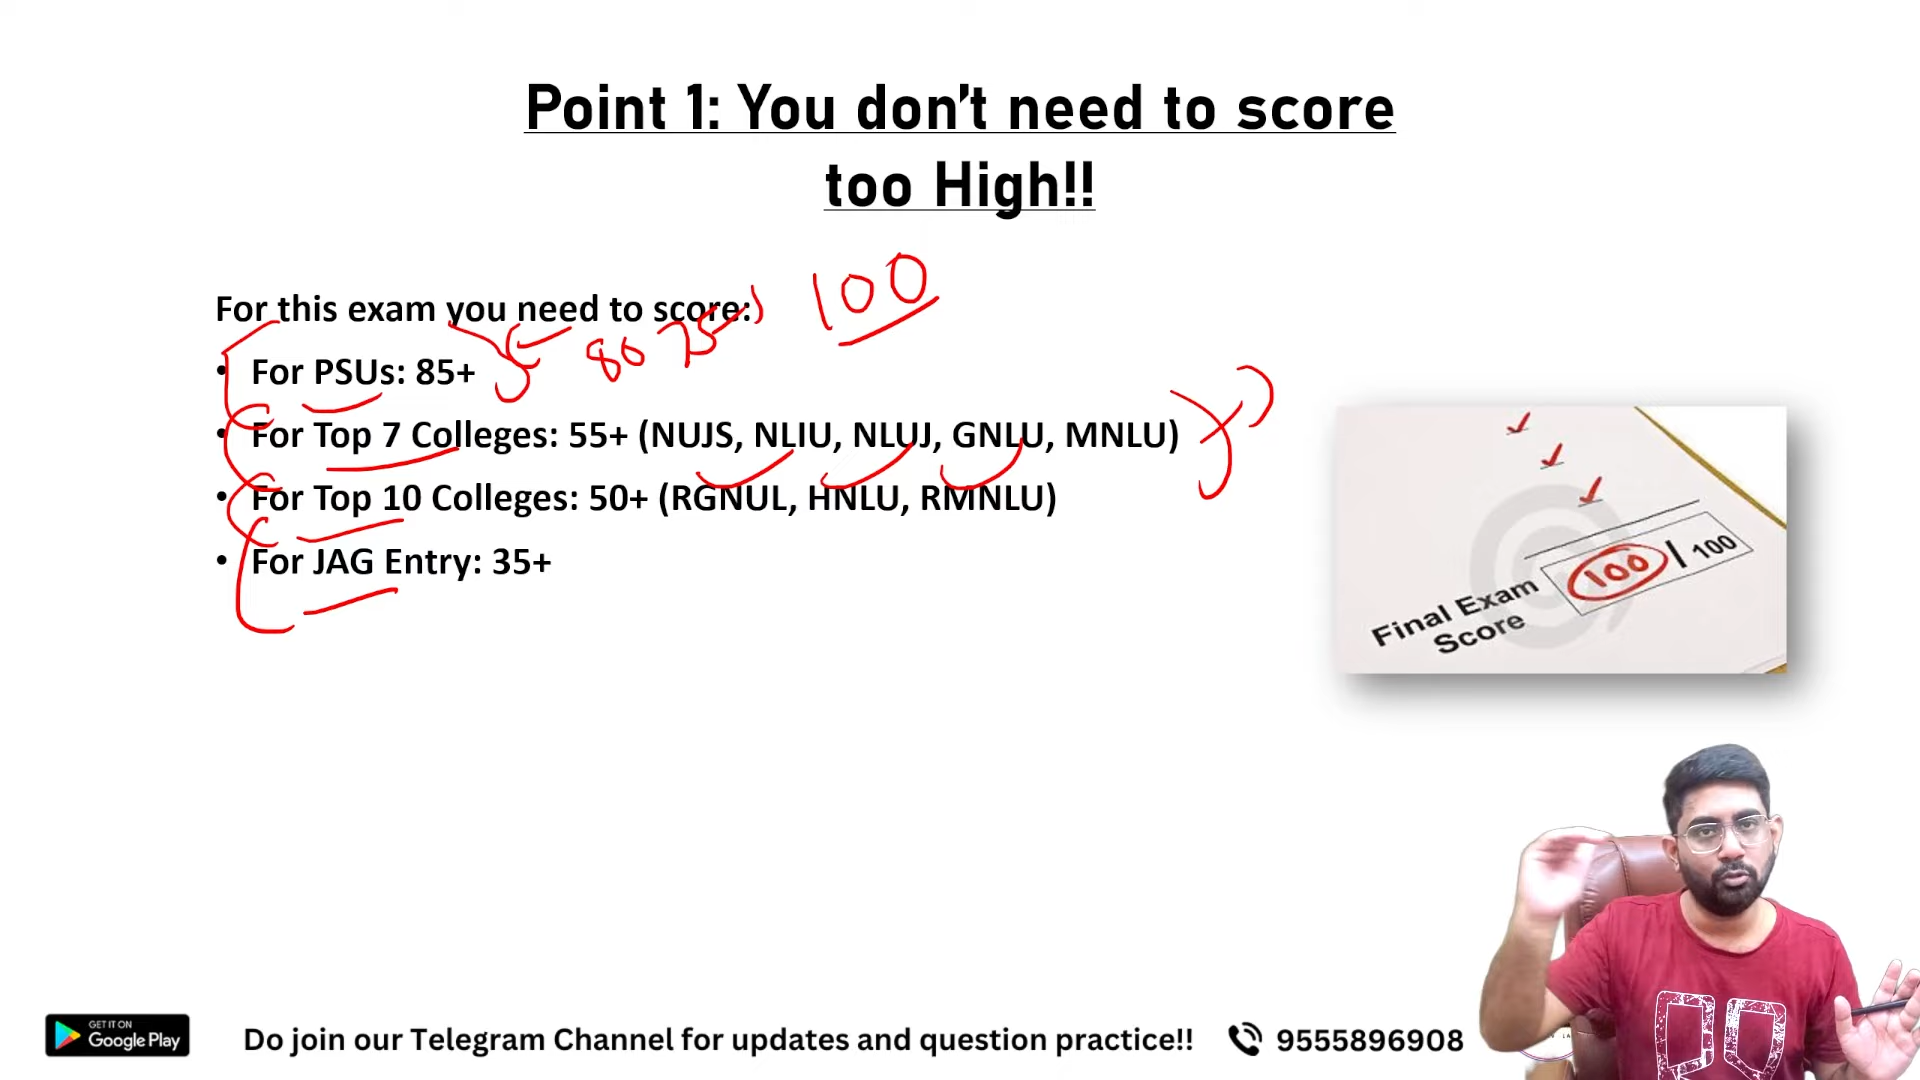 Point 1: You don't need to score
too High!!
100
For this exam you need to score:
80 75
• For PSUs: 85+
• For Top 7 Colleges: 55+ (NUJS, NLIU, NLUJ, GNLU, MNLU)
• For Top 10 Colleges: 50+ (RGNUL, HNLU, RMNLU)
• For JAG Entry: 35+
Final Exam
Score
100 / 100
GET IT ON
Google Play
Do join our Telegram Channel for updates and question practice!!
9555896908